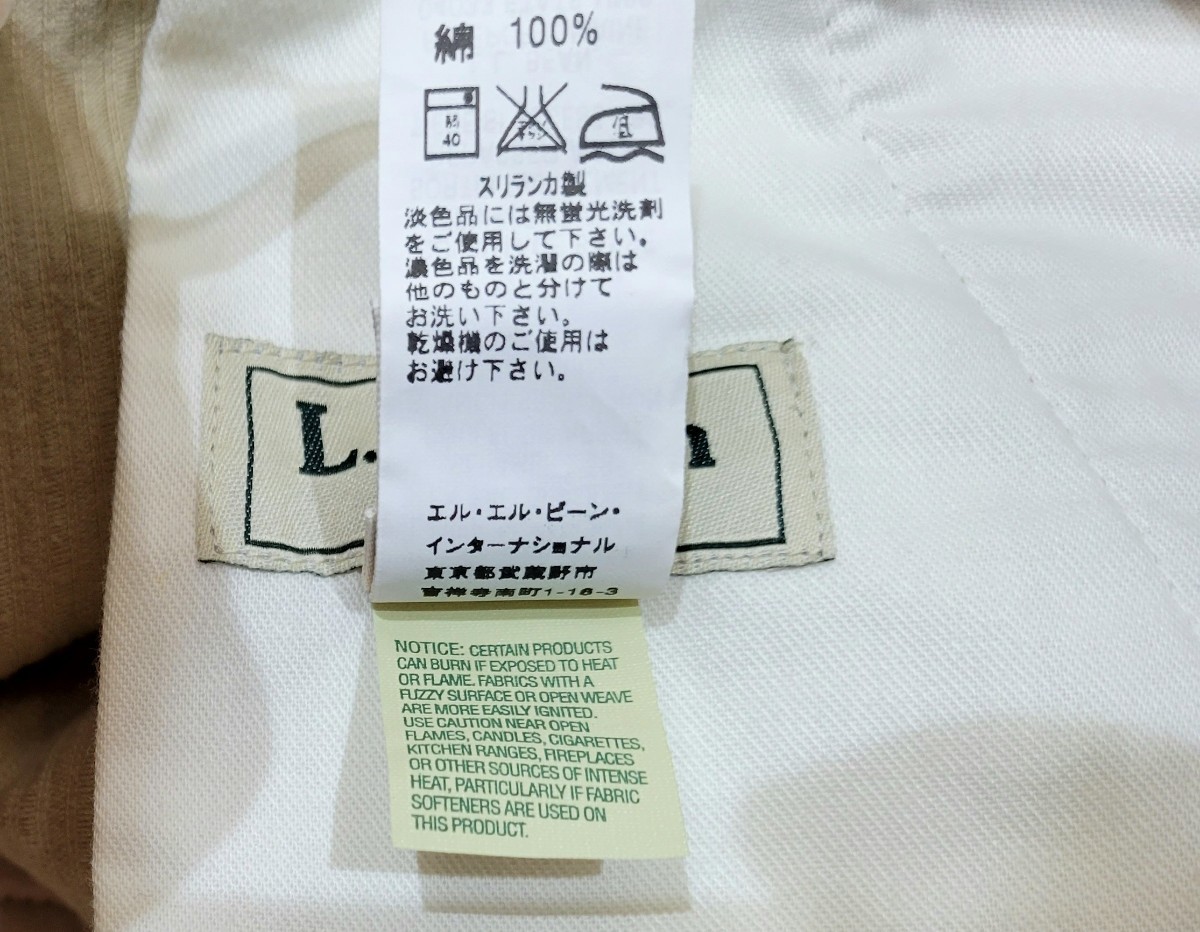 綿 100%
40
エンソ
サラシ
低
スリランカ製
淡色品には無蛍光洗剤
をご使用して下さい。
濃色品を洗濯の際は
他のものと分けて
お洗い下さい。
乾燥機のご使用は
お避け下さい。
L.
n
エル・エル・ビーン・
インターナショナル
東京都武蔵野市
吉祥寺南町1-16-3
NOTICE: CERTAIN PRODUCTS
CAN BURN IF EXPOSED TO HEAT
OR FLAME. FABRICS WITH A
FUZZY SURFACE OR OPEN WEAVE
ARE MORE EASILY IGNITED.
USE CAUTION NEAR OPEN
FLAMES, CANDLES, CIGARETTES,
KITCHEN RANGES, FIREPLACES
OR OTHER SOURCES OF INTENSE
HEAT, PARTICULARLY IF FABRIC
SOFTENERS ARE USED ON
THIS PRODUCT.